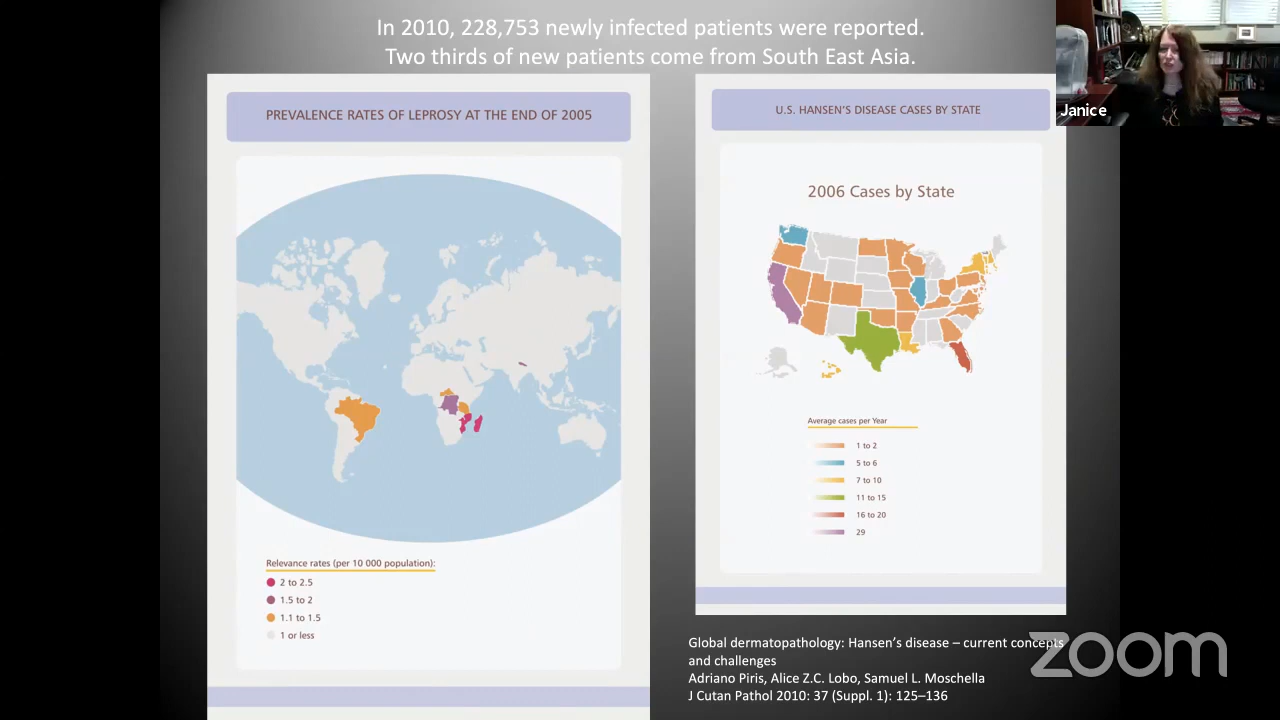 In 2010, 228,753 newly infected patients were reported.
Two thirds of new patients come from South East Asia.
Janice
PREVALENCE RATES OF LEPROSY AT THE END OF 2005
Relevance rates (per 10 000 population):
2 to 2.5
1.5 to 2
1.1 to 1.5
1 or less
U.S. HANSEN'S DISEASE CASES BY STATE
2006 Cases by State
Average cases per Year
1 to 2
5 to 6
7 to 10
11 to 15
16 to 20
29
Global dermatopathology: Hansen's disease – current concepts
and challenges
Adriano Piris, Alice Z.C. Lobo, Samuel L. Moschella
J Cutan Pathol 2010: 37 (Suppl. 1): 125–136
zoom